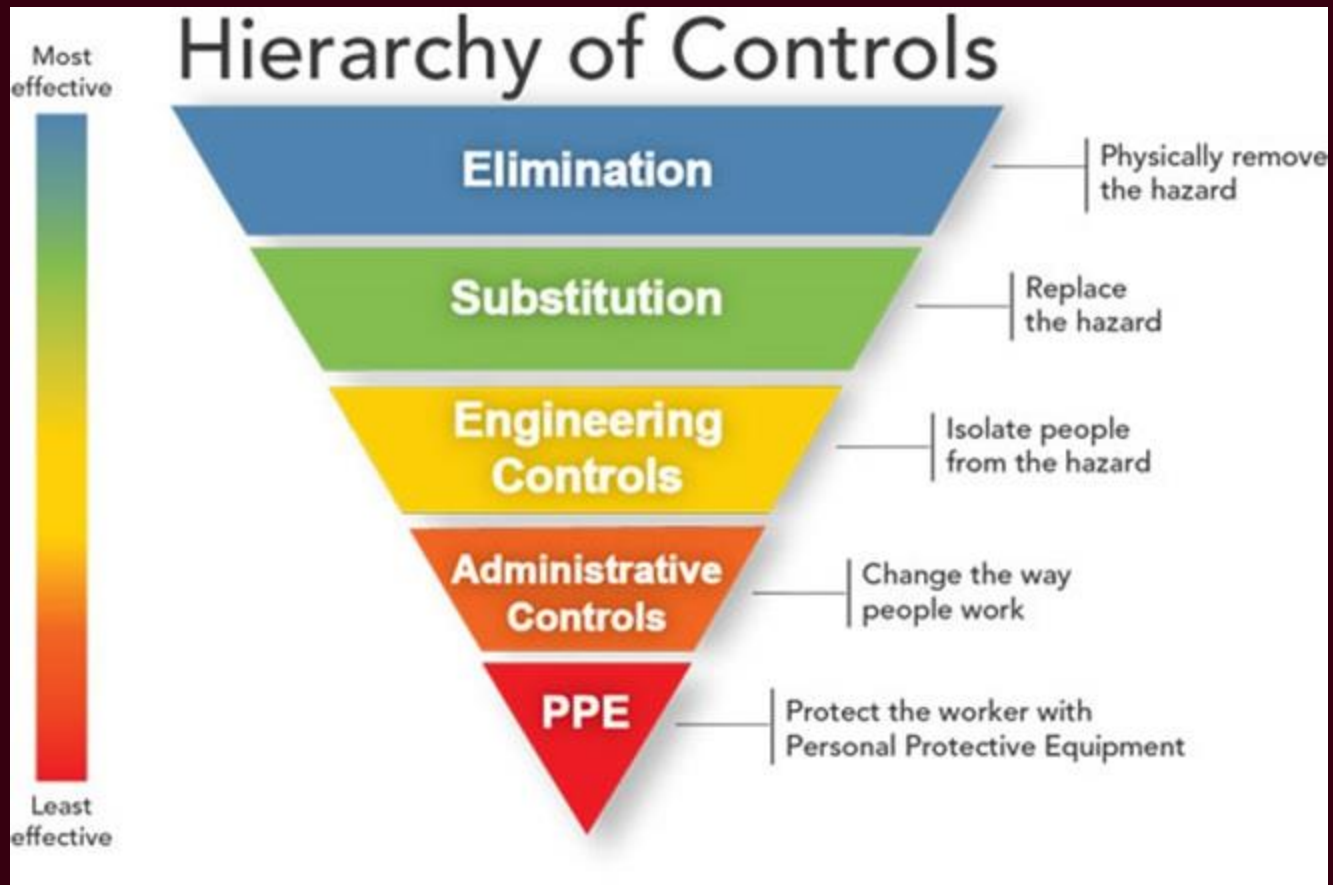 Hierarchy of Controls
Most
effective
Elimination
Physically remove
the hazard
Substitution
Replace
the hazard
Engineering
Controls
Isolate people
from the hazard
Administrative
Controls
Change the way
people work
PPE
Protect the worker with
Personal Protective Equipment
Least
effective